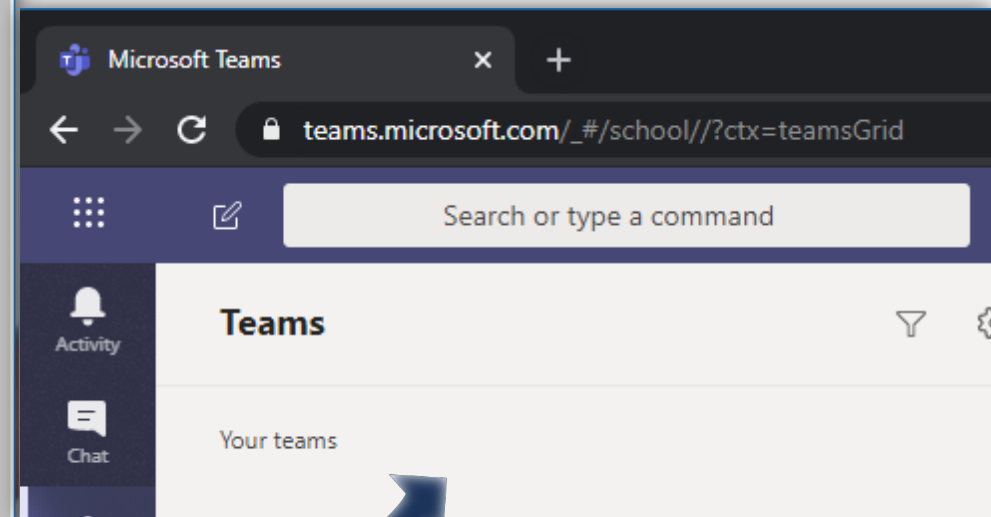 Microsoft Teams
teams.microsoft.com/_#/school//?ctx=teamsGrid
Search or type a command
Activity
Teams
Chat
Your teams